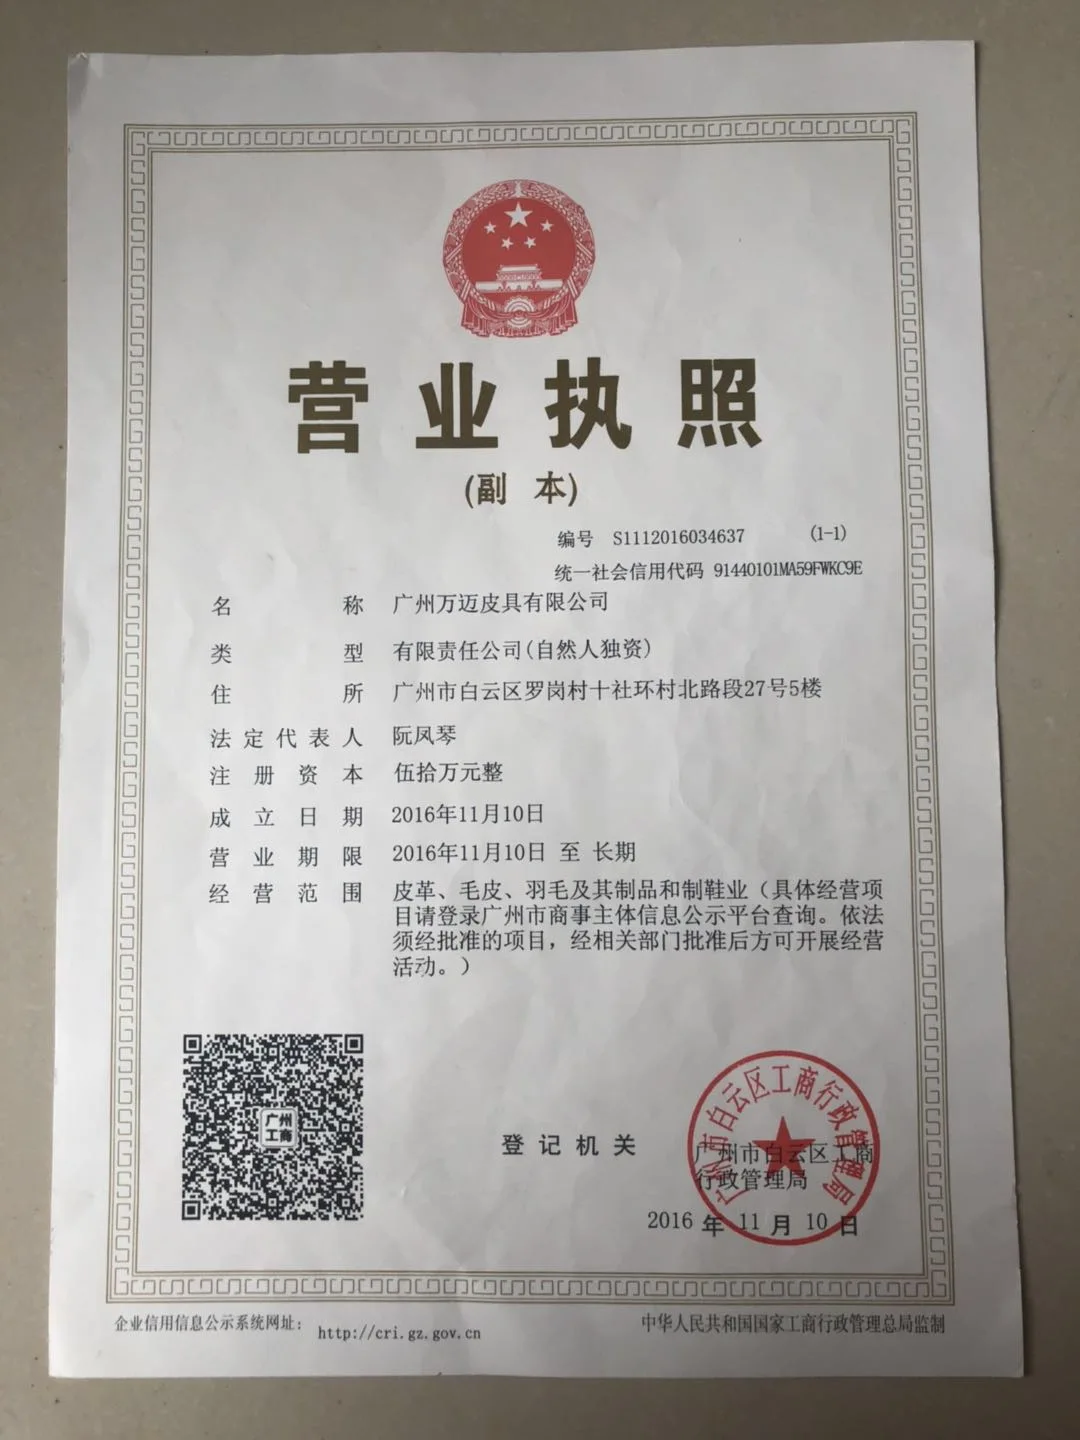 营业执照
(副 本)
编号 S1112016034637 (1-1)
统一社会信用代码 91440101MA59FWKC9E
名称 广州万迈皮具有限公司
类型 有限责任公司(自然人独资)
住所 广州市白云区罗岗村十社环村北路段27号5楼
法定代表人 阮凤琴
注册资本 伍拾万元整
成立日期 2016年11月10日
营业期限 2016年11月10日 至 长期
经营范围 皮革、毛皮、羽毛及其制品和制鞋业（具体经营项
目请登录广州市商事主体信息公示平台查询。依法
须经批准的项目，经相关部门批准后方可开展经营
活动。）
广州
工商
登记机关
广州市白云区工商行政管理局
广州市白云区工商
行政管理局
2016 年 11 月 10 日
企业信用信息公示系统网址： http://cri.gz.gov.cn
中华人民共和国国家工商行政管理总局监制